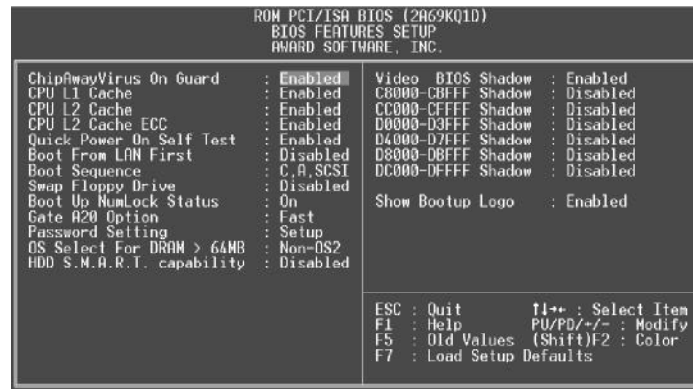 ROM PCI/ISA BIOS (2A69KQ1D)
BIOS FEATURES SETUP
AWARD SOFTWARE, INC.
ChipAwayVirus On Guard : Enabled
CPU L1 Cache : Enabled
CPU L2 Cache : Enabled
CPU L2 Cache ECC : Enabled
Quick Power On Self Test : Enabled
Boot From LAN First : Disabled
Boot Sequence : C,A,SCSI
Swap Floppy Drive : Disabled
Boot Up NumLock Status : On
Gate A20 Option : Fast
Password Setting : Setup
OS Select For DRAM > 64MB : Non-OS2
HDD S.M.A.R.T. capability : Disabled
Video BIOS Shadow : Enabled
C8000-CBFFF Shadow : Disabled
CC000-CFFFF Shadow : Disabled
D0000-D3FFF Shadow : Disabled
D4000-D7FFF Shadow : Disabled
D8000-DBFFF Shadow : Disabled
DC000-DFFFF Shadow : Disabled
Show Bootup Logo : Enabled
ESC : Quit ↑↓→← : Select Item
F1 : Help PU/PD/+/- : Modify
F5 : Old Values (Shift)F2 : Color
F7 : Load Setup Defaults